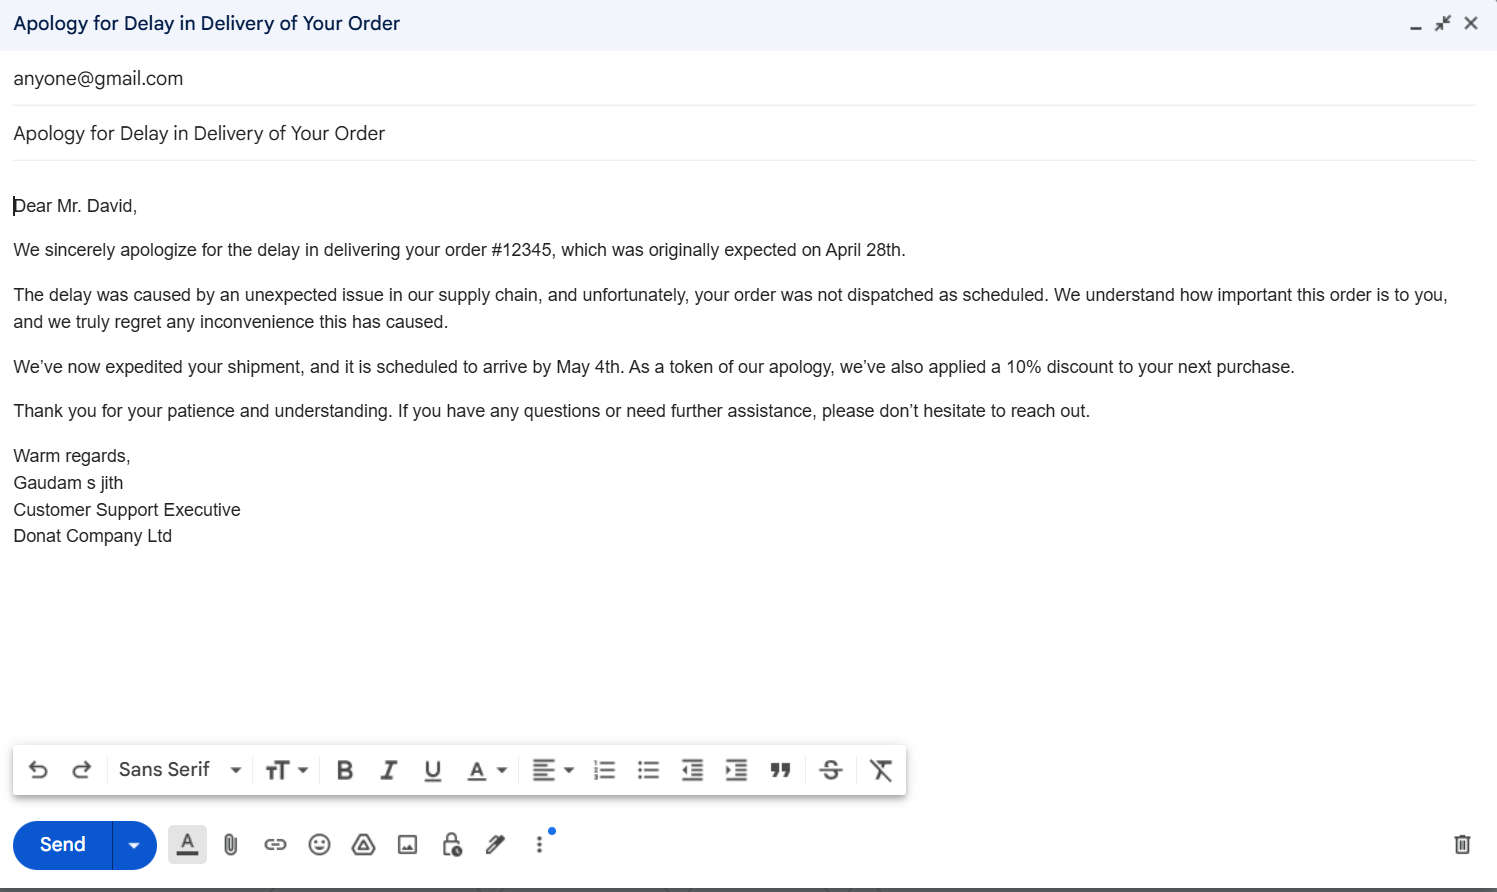 Apology for Delay in Delivery of Your Order
anyone@gmail.com
Apology for Delay in Delivery of Your Order
Dear Mr. David,
We sincerely apologize for the delay in delivering your order #12345, which was originally expected on April 28th.
The delay was caused by an unexpected issue in our supply chain, and unfortunately, your order was not dispatched as scheduled. We understand how important this order is to you,
and we truly regret any inconvenience this has caused.
We’ve now expedited your shipment, and it is scheduled to arrive by May 4th. As a token of our apology, we’ve also applied a 10% discount to your next purchase.
Thank you for your patience and understanding. If you have any questions or need further assistance, please don’t hesitate to reach out.
Warm regards,
Gaudam s jith
Customer Support Executive
Donat Company Ltd
Sans Serif
Send